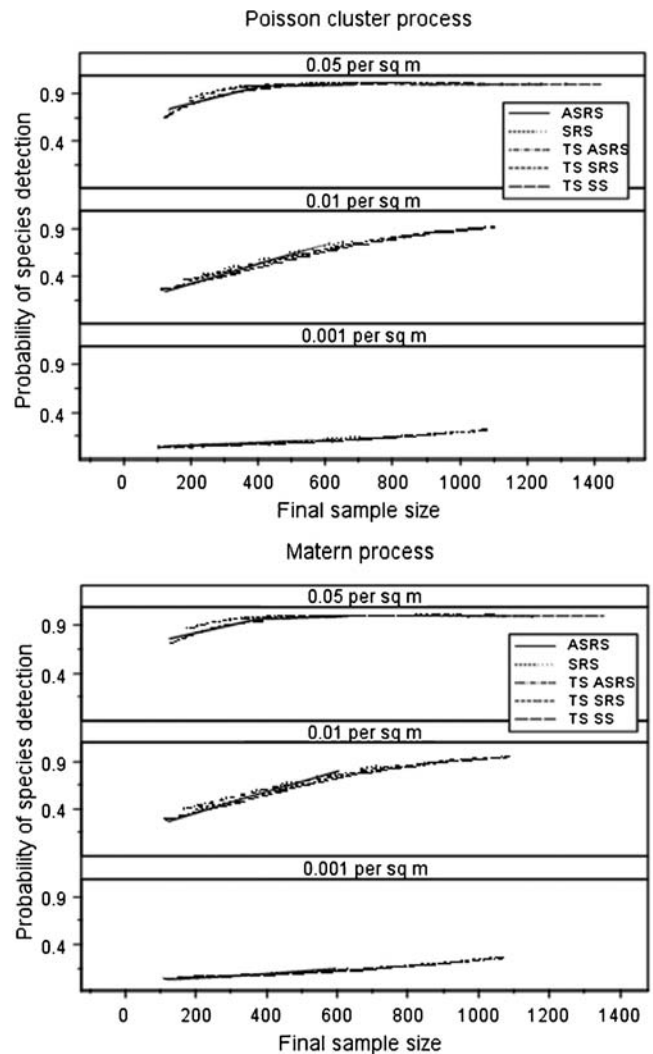 Poisson cluster process
0.05 per sq m
0.9
0.4
ASRS
SRS
TS ASRS
TS SRS
TS SS
0.01 per sq m
0.9
0.4
0.001 per sq m
0.9
0.4
Probability of species detection
0 200 400 600 800 1000 1200 1400
Final sample size
Matern process
0.05 per sq m
0.9
0.4
ASRS
SRS
TS ASRS
TS SRS
TS SS
0.01 per sq m
0.9
0.4
0.001 per sq m
0.9
0.4
Probability of species detection
0 200 400 600 800 1000 1200 1400
Final sample size